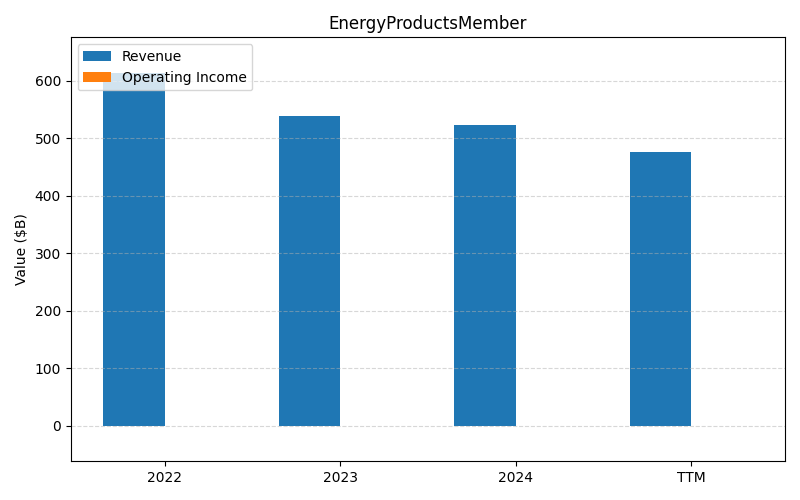 EnergyProductsMember
Revenue
Operating Income
Value ($B)
600
500
400
300
200
100
0
2022 2023 2024 TTM